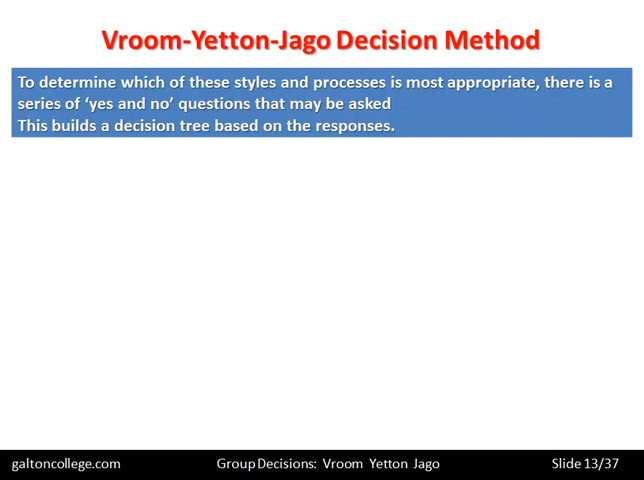 Vroom-Yetton-Jago Decision Method
To determine which of these styles and processes is most appropriate, there is a
series of ‘yes and no’ questions that may be asked
This builds a decision tree based on the responses.
galtoncollege.com
Group Decisions: Vroom Yetton Jago
Slide 13/37